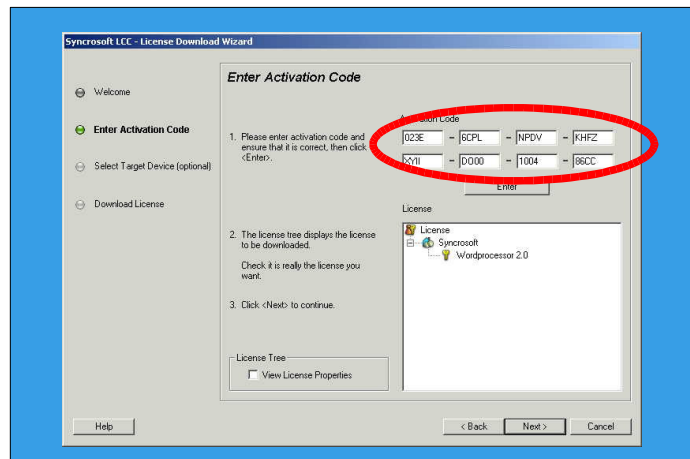 Syncrosoft LCC - License Download Wizard
Welcome
Enter Activation Code
Select Target Device (optional)
Download License
Enter Activation Code
1. Please enter activation code and
ensure that it is correct, then click
<Enter>.
Activation Code
023E - 6CPL - NPDV - KHFZ
XYII - D000 - 1004 - 86CC
Enter
License
2. The license tree displays the license
to be downloaded.
Check it is really the license you
want.
3. Click <Next> to continue.
License
Syncrosoft
Wordprocessor 2.0
License Tree
View License Properties
Help
< Back
Next >
Cancel